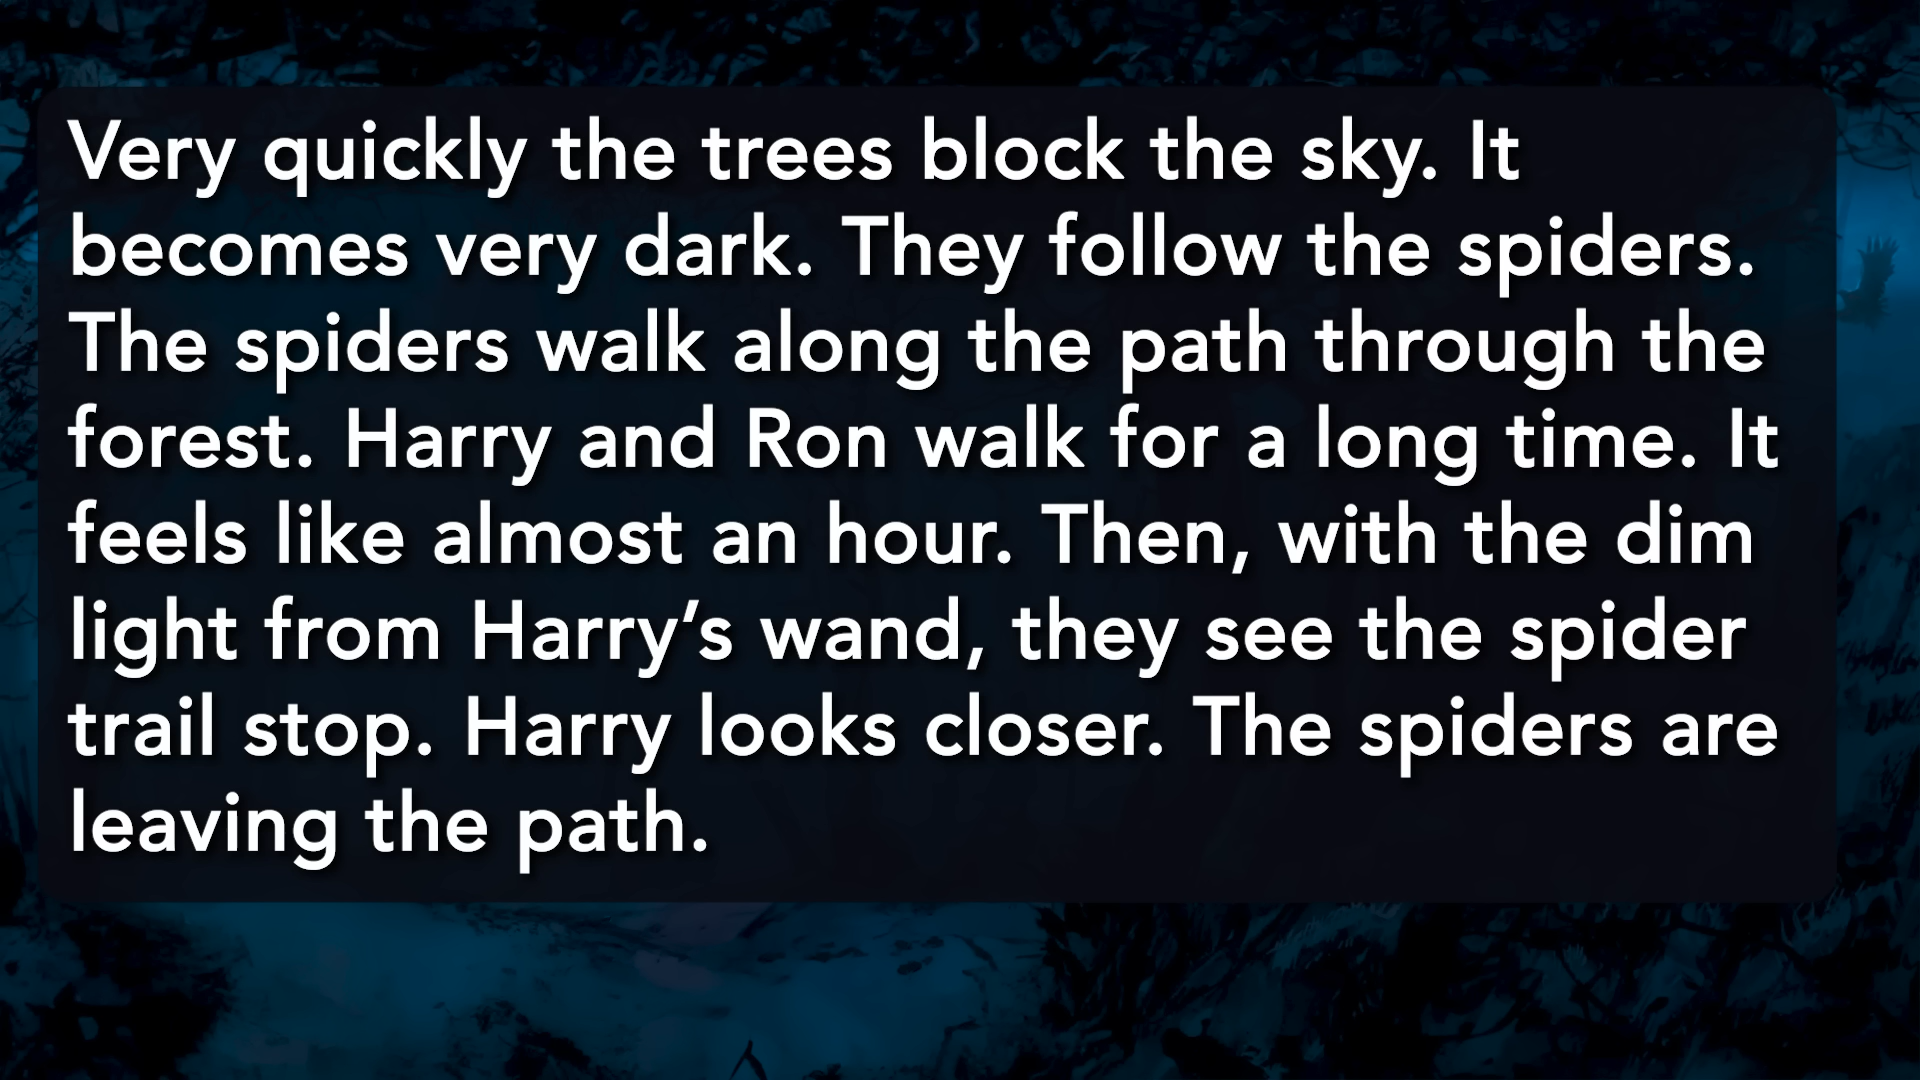 Very quickly the trees block the sky. It
becomes very dark. They follow the spiders.
The spiders walk along the path through the
forest. Harry and Ron walk for a long time. It
feels like almost an hour. Then, with the dim
light from Harry’s wand, they see the spider
trail stop. Harry looks closer. The spiders are
leaving the path.